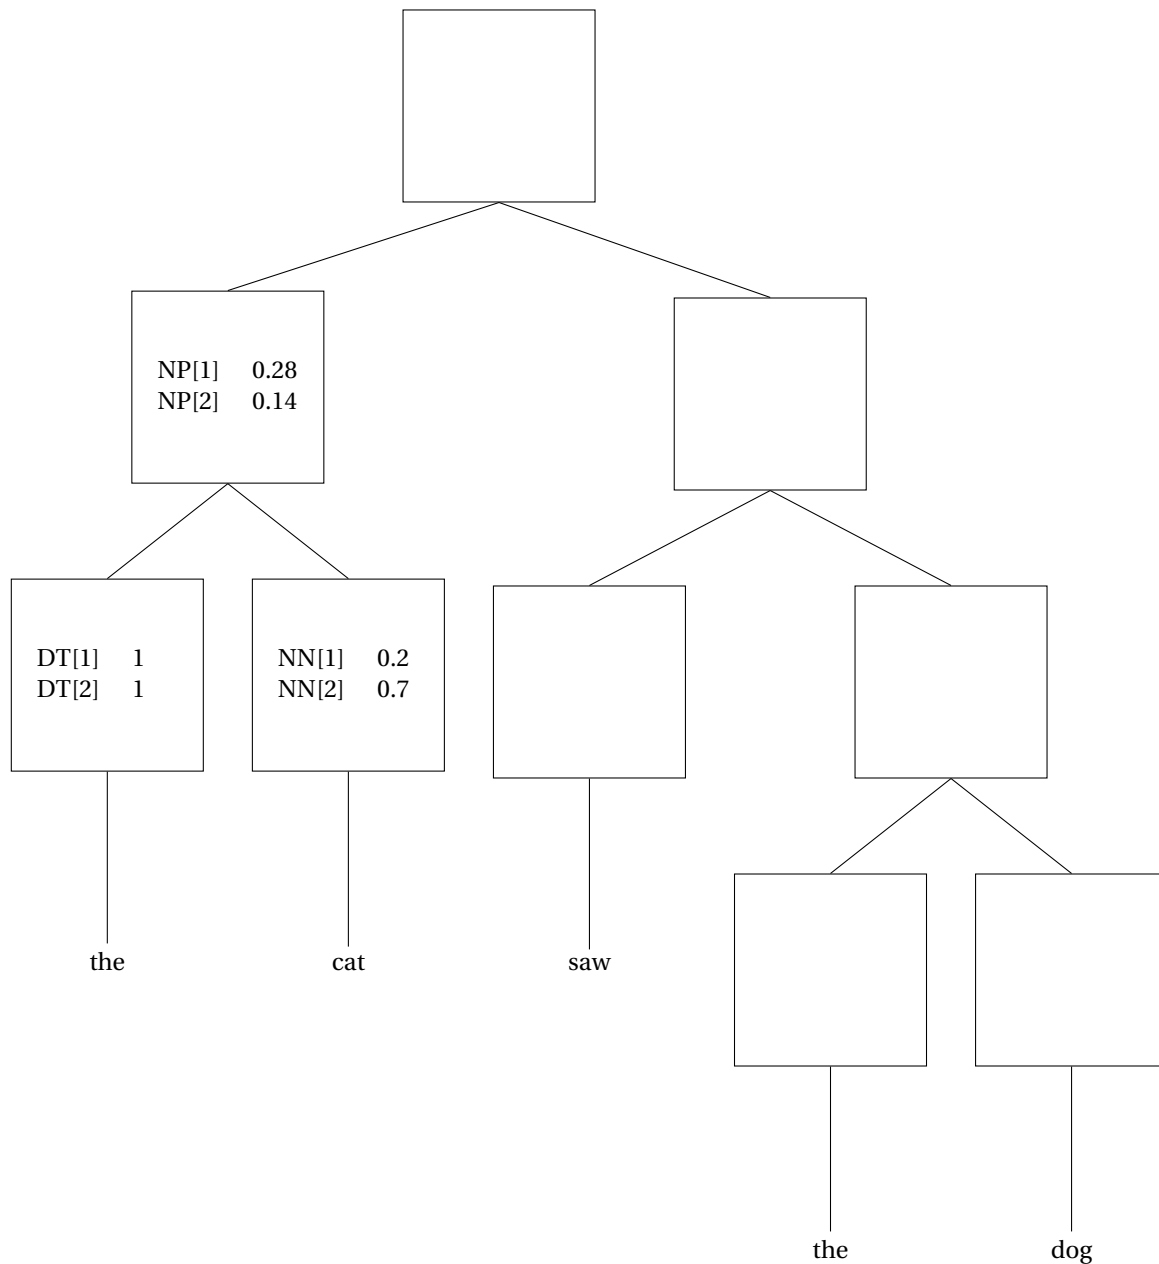 NP[1] 0.28
NP[2] 0.14
DT[1] 1
DT[2] 1
NN[1] 0.2
NN[2] 0.7
the
cat
saw
the
dog